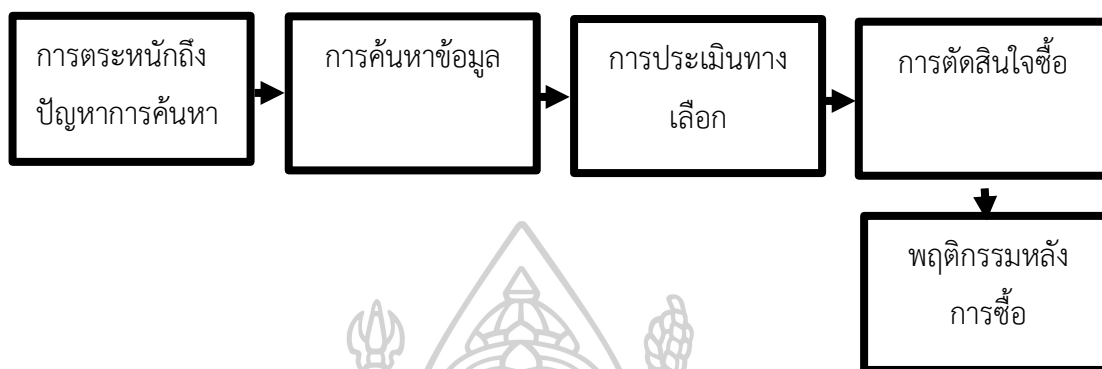 การตระหนักถึง
ปัญหาการค้นหา
การค้นหาข้อมูล
การประเมินทาง
เลือก
การตัดสินใจซื้อ
พฤติกรรมหลัง
การซื้อ